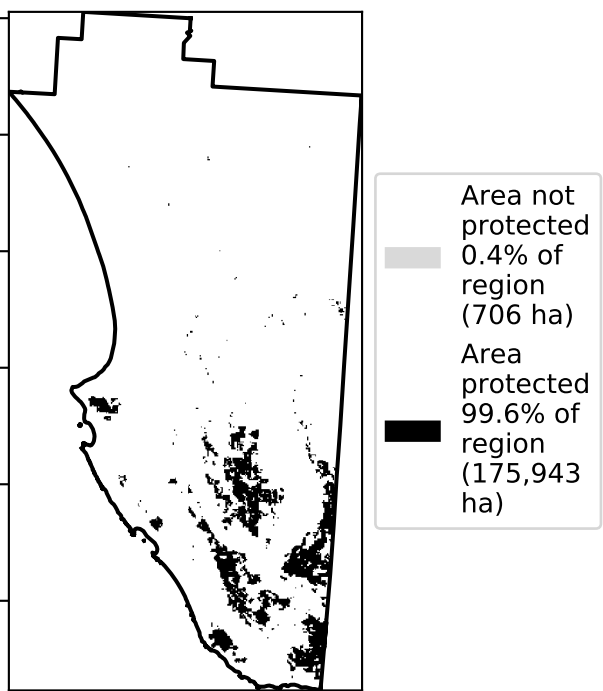 Area not
protected
0.4% of
region
(706 ha)
Area
protected
99.6% of
region
(175,943
ha)